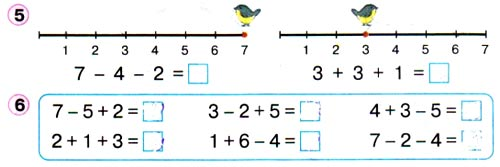 5
1 2 3 4 5 6 7 1 2 3 4 5 6 7
7 − 4 − 2 = □ 3 + 3 + 1 = □
6
7 − 5 + 2 = □ 3 − 2 + 5 = □ 4 + 3 − 5 = □
2 + 1 + 3 = □ 1 + 6 − 4 = □ 7 − 2 − 4 = □